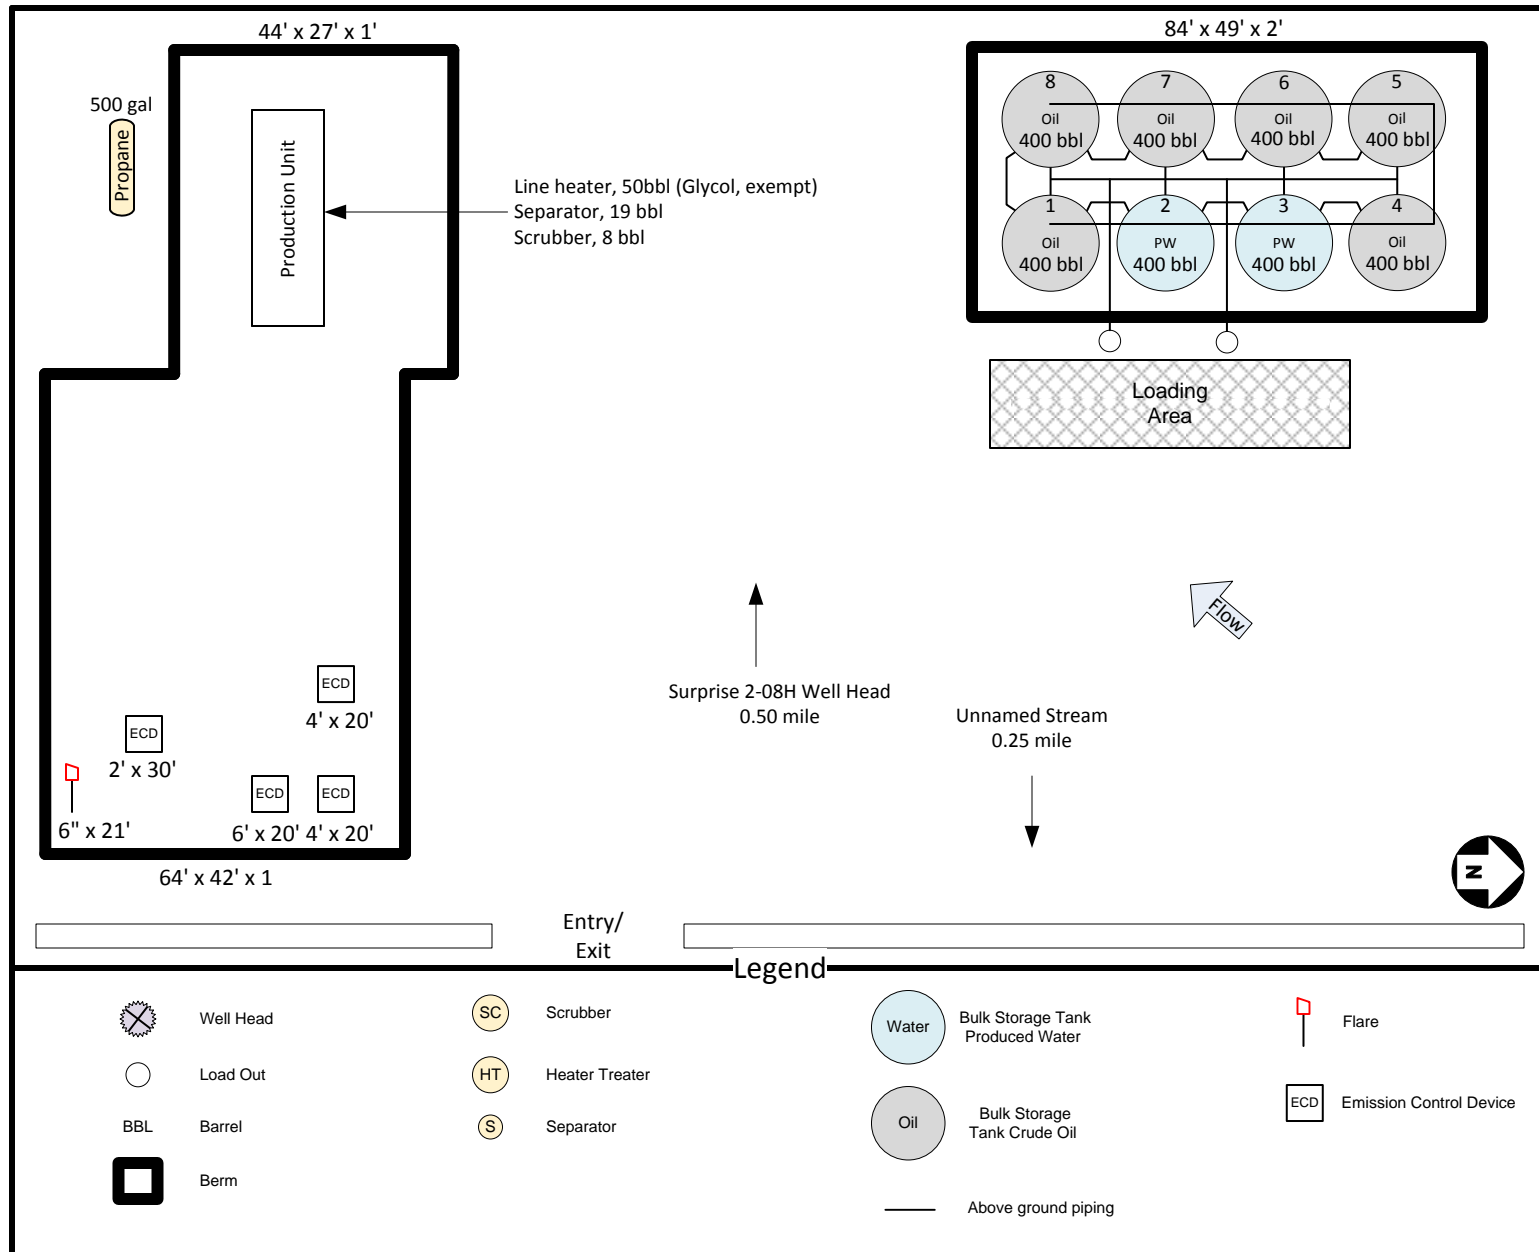 44' x 27' x 1'
84' x 49' x 2'
500 gal
Propane
Production Unit
Line heater, 50bbl (Glycol, exempt)
Separator, 19 bbl
Scrubber, 8 bbl
8
Oil
400 bbl
7
Oil
400 bbl
6
Oil
400 bbl
5
Oil
400 bbl
1
Oil
400 bbl
2
PW
400 bbl
3
PW
400 bbl
4
Oil
400 bbl
Loading
Area
Flow
Surprise 2-08H Well Head
0.50 mile
Unnamed Stream
0.25 mile
ECD
4' x 20'
ECD
2' x 30'
ECD
6' x 20'
ECD
4' x 20'
6" x 21'
64' x 42' x 1
N
Entry/
Exit
Legend
Well Head
Load Out
BBL
Barrel
Berm
SC
Scrubber
HT
Heater Treater
S
Separator
Water
Bulk Storage Tank
Produced Water
Oil
Bulk Storage
Tank Crude Oil
Above ground piping
Flare
ECD
Emission Control Device